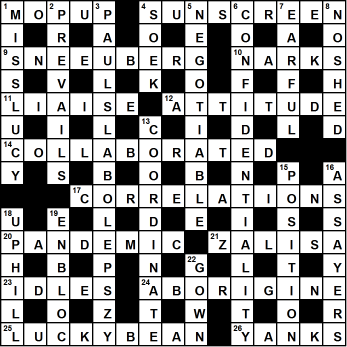 1 M O 2 P U 3 P 4 S U 5 N S 6 C R 7 E E 8 N
I R A O E O A O
9 S N E E U B E R G 10 N A R K S
S V L K O F F H
11 L I A I S E 12 A T T I T U D E
U I L 13 C I D L D
14 C O L L A B O R A T E D
Y S B O B N 15 P 16 A
17 C O R R E L A T I O N S
18 U 19 E L D E I S S
20 P A N D E M I C 21 Z A L I S A
H B P N 22 G L T Y
23 I D L E S 24 A B O R I G I N E
L O Z T W T O R
25 L U C K Y B E A N 26 Y A N K S